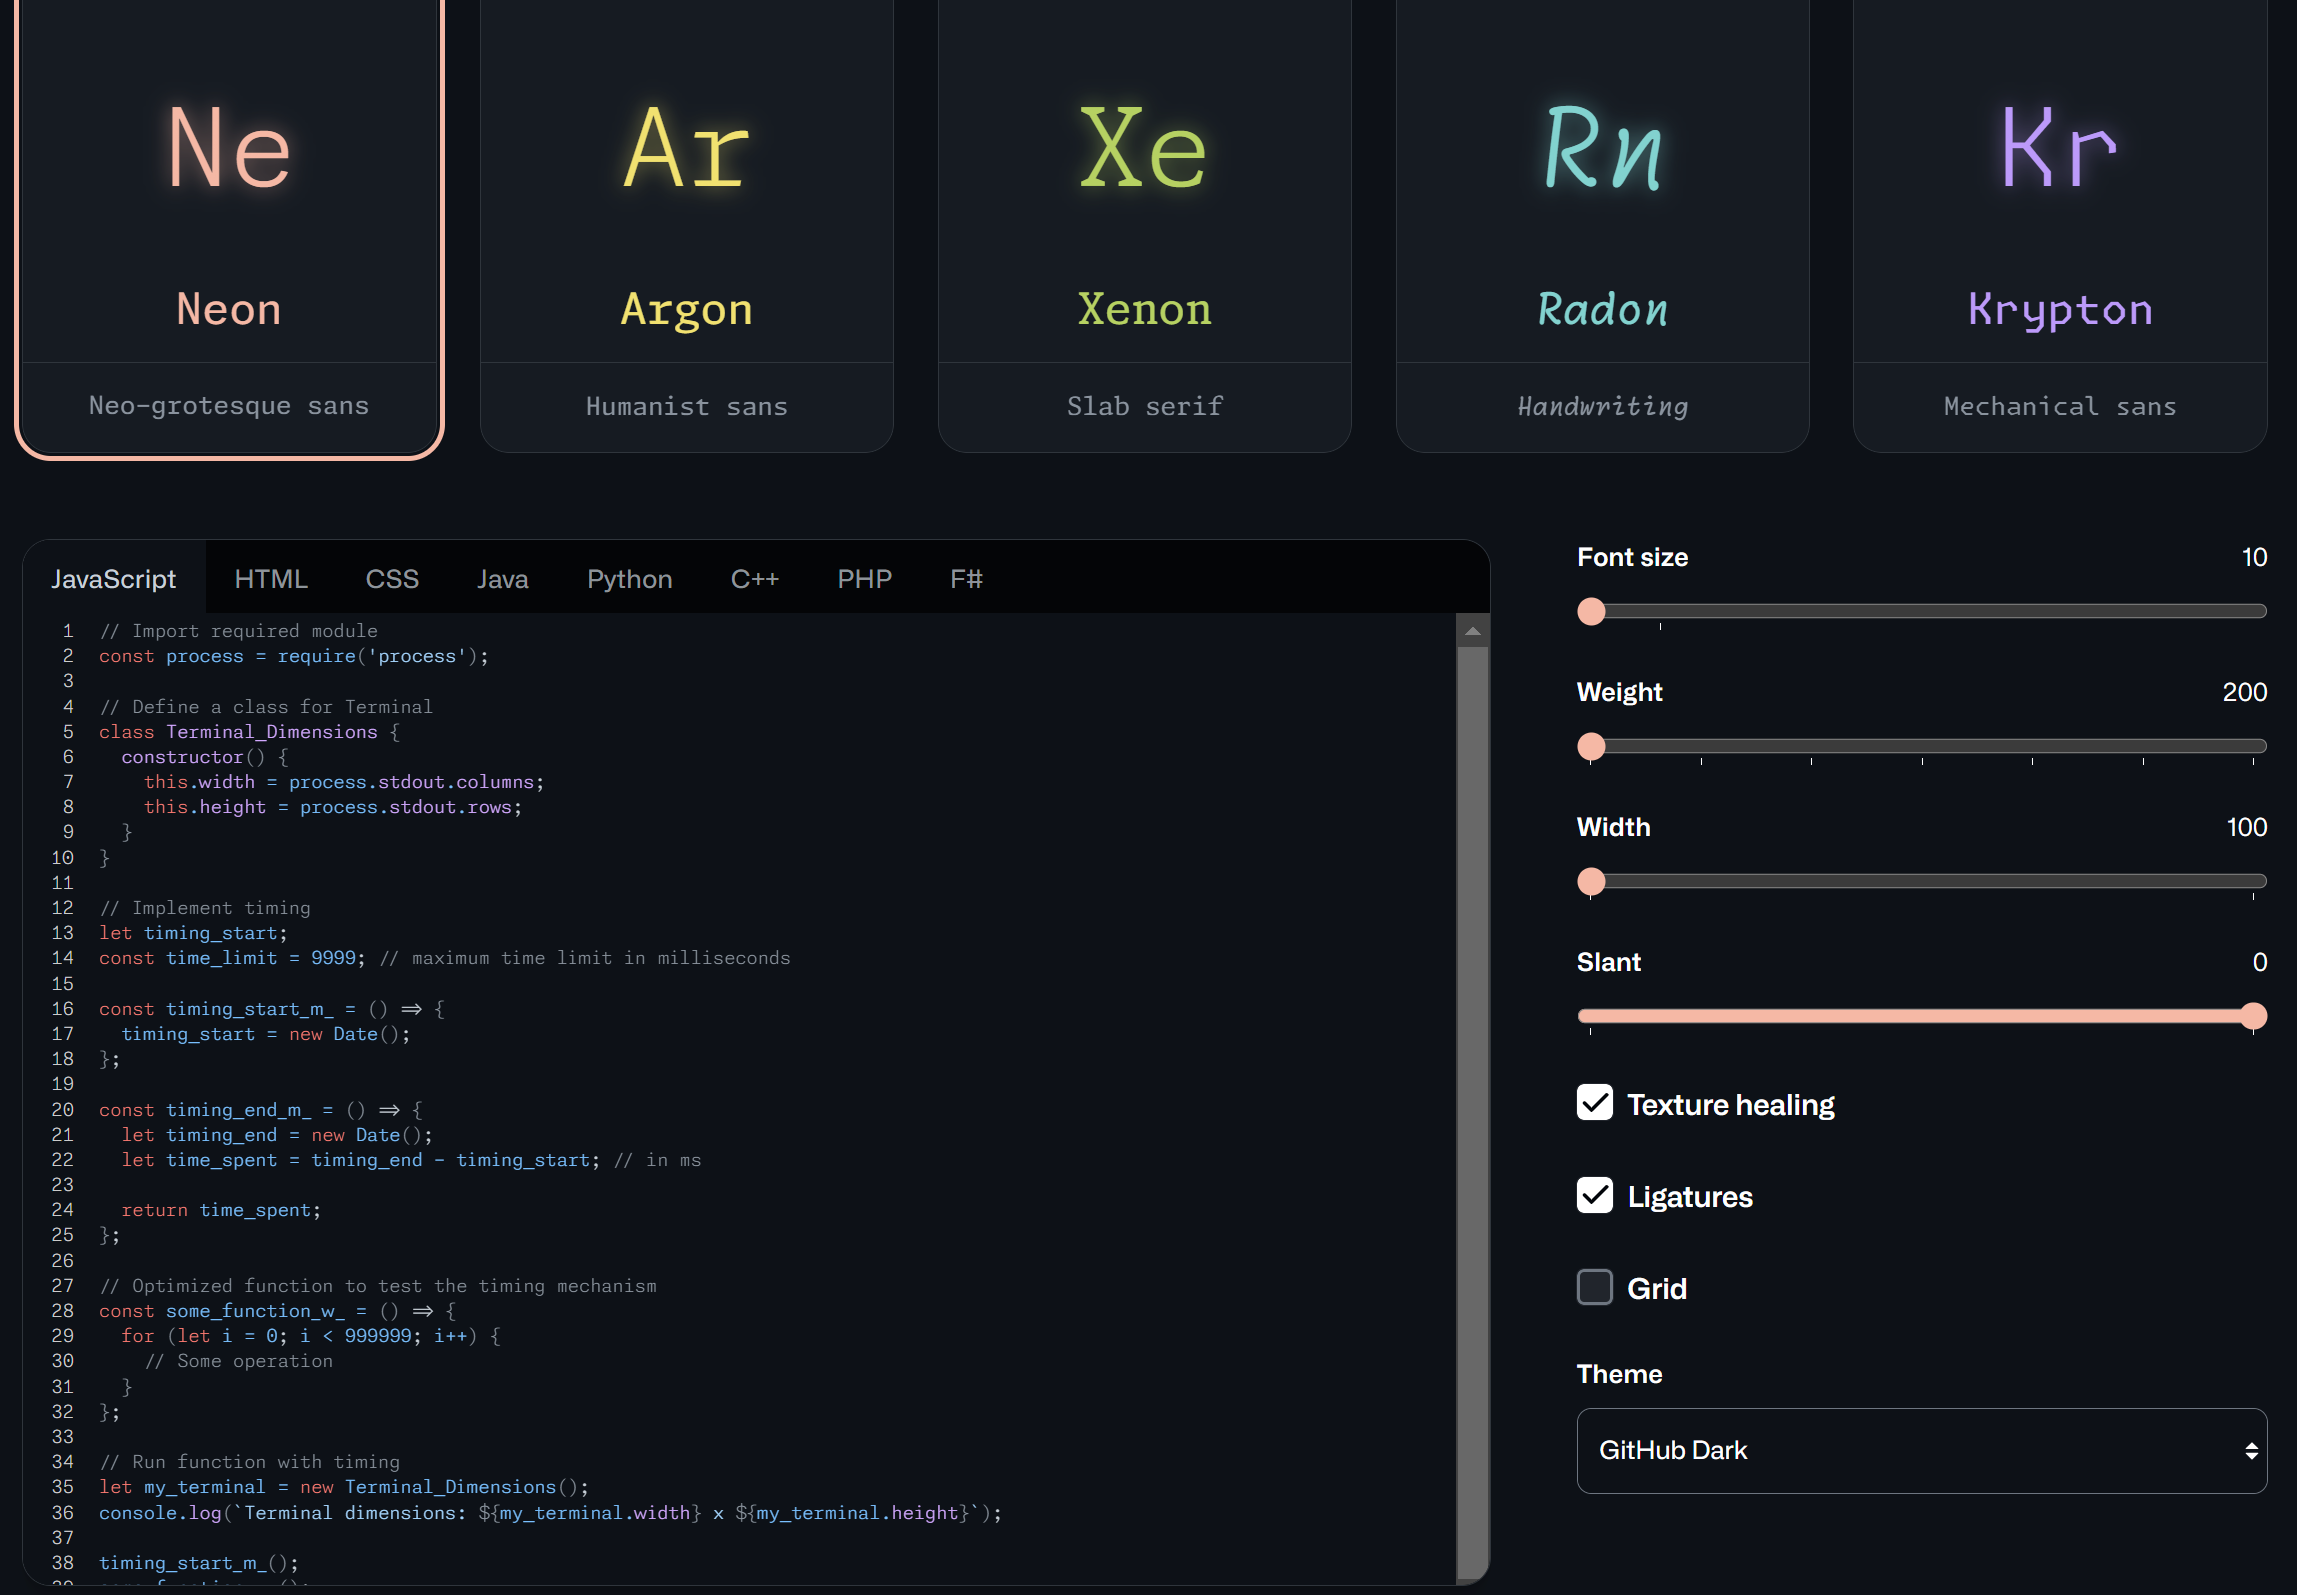 Ne
Ar
Xe
Rn
Kr
Neon
Argon
Xenon
Radon
Krypton
Neo-grotesque sans
Humanist sans
Slab serif
Handwriting
Mechanical sans
JavaScript HTML CSS Java Python C++ PHP F#
1 // Import required module
2 const process = require('process');
3
4 // Define a class for Terminal
5 class Terminal_Dimensions {
6 constructor() {
7 this.width = process.stdout.columns;
8 this.height = process.stdout.rows;
9 }
10 }
11
12 // Implement timing
13 let timing_start;
14 const time_limit = 9999; // maximum time limit in milliseconds
15
16 const timing_start_m_ = () => {
17 timing_start = new Date();
18 };
19
20 const timing_end_m_ = () => {
21 let timing_end = new Date();
22 let time_spent = timing_end - timing_start; // in ms
23
24 return time_spent;
25 };
26
27 // Optimized function to test the timing mechanism
28 const some_function_w_ = () => {
29 for (let i = 0; i < 999999; i++) {
30 // Some operation
31 }
32 };
33
34 // Run function with timing
35 let my_terminal = new Terminal_Dimensions();
36 console.log(`Terminal dimensions: ${my_terminal.width} x ${my_terminal.height}`);
37
38 timing_start_m_();
Font size 10
Weight 200
Width 100
Slant 0
Texture healing
Ligatures
Grid
Theme
GitHub Dark